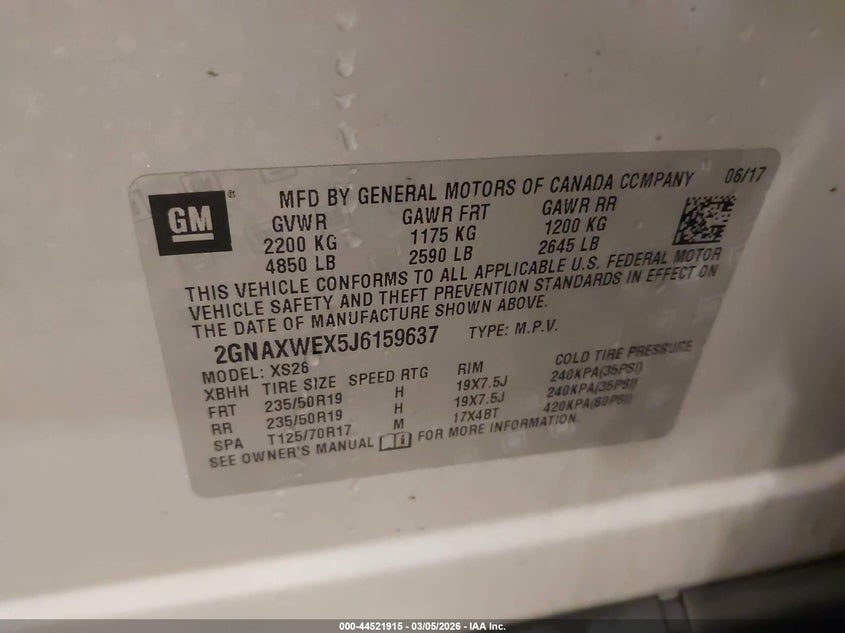 GM ®
MFD BY GENERAL MOTORS OF CANADA COMPANY 06/17
GVWR GAWR FRT GAWR RR
2200 KG 1175 KG 1200 KG
4850 LB 2590 LB 2645 LB
THIS VEHICLE CONFORMS TO ALL APPLICABLE U.S. FEDERAL MOTOR
VEHICLE SAFETY AND THEFT PREVENTION STANDARDS IN EFFECT ON
THE DATE OF MANUFACTURE SHOWN ABOVE.
2GNAXWEX5J6159637 TYPE: M.P.V.
MODEL: XS26
XBHH TIRE SIZE SPEED RTG RIM COLD TIRE PRESSURE
FRT 235/50R19 H 19X7.5J 240KPA(35PSI)
RR 235/50R19 H 19X7.5J 240KPA(35PSI)
SPA T125/70R17 M 17X4BT 420KPA(60PSI)
SEE OWNER'S MANUAL FOR MORE INFORMATION
000-44521915 - 03/05/2026 - IAA Inc.